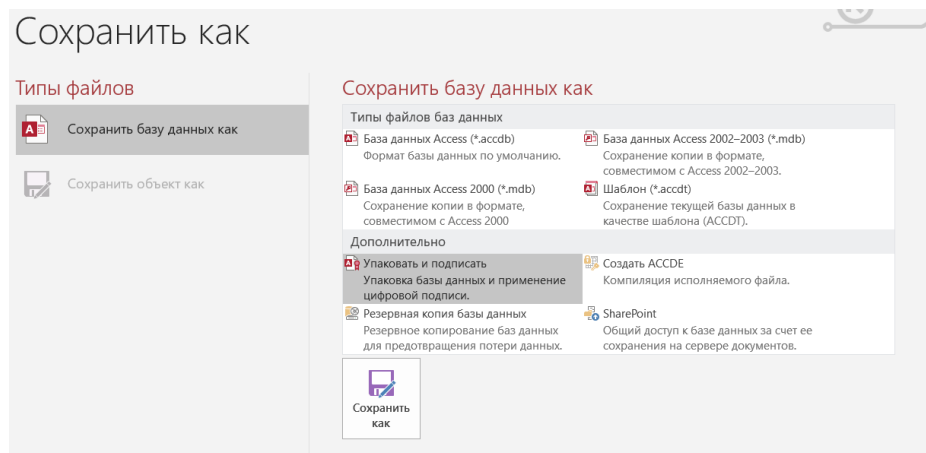 Сохранить как
Типы файлов
Сохранить базу данных как
Сохранить объект как
Сохранить базу данных как
Типы файлов баз данных
База данных Access (*.accdb)
Формат базы данных по умолчанию.
База данных Access 2002–2003 (*.mdb)
Сохранение копии в формате,
совместимом с Access 2002–2003.
База данных Access 2000 (*.mdb)
Сохранение копии в формате,
совместимом с Access 2000
Шаблон (*.accdt)
Сохранение текущей базы данных в
качестве шаблона (ACCDT).
Дополнительно
Упаковать и подписать
Упаковка базы данных и применение
цифровой подписи.
Создать ACCDE
Компиляция исполняемого файла.
Резервная копия базы данных
Резервное копирование баз данных
для предотвращения потери данных.
SharePoint
Общий доступ к базе данных за счет ее
сохранения на сервере документов.
Сохранить
как